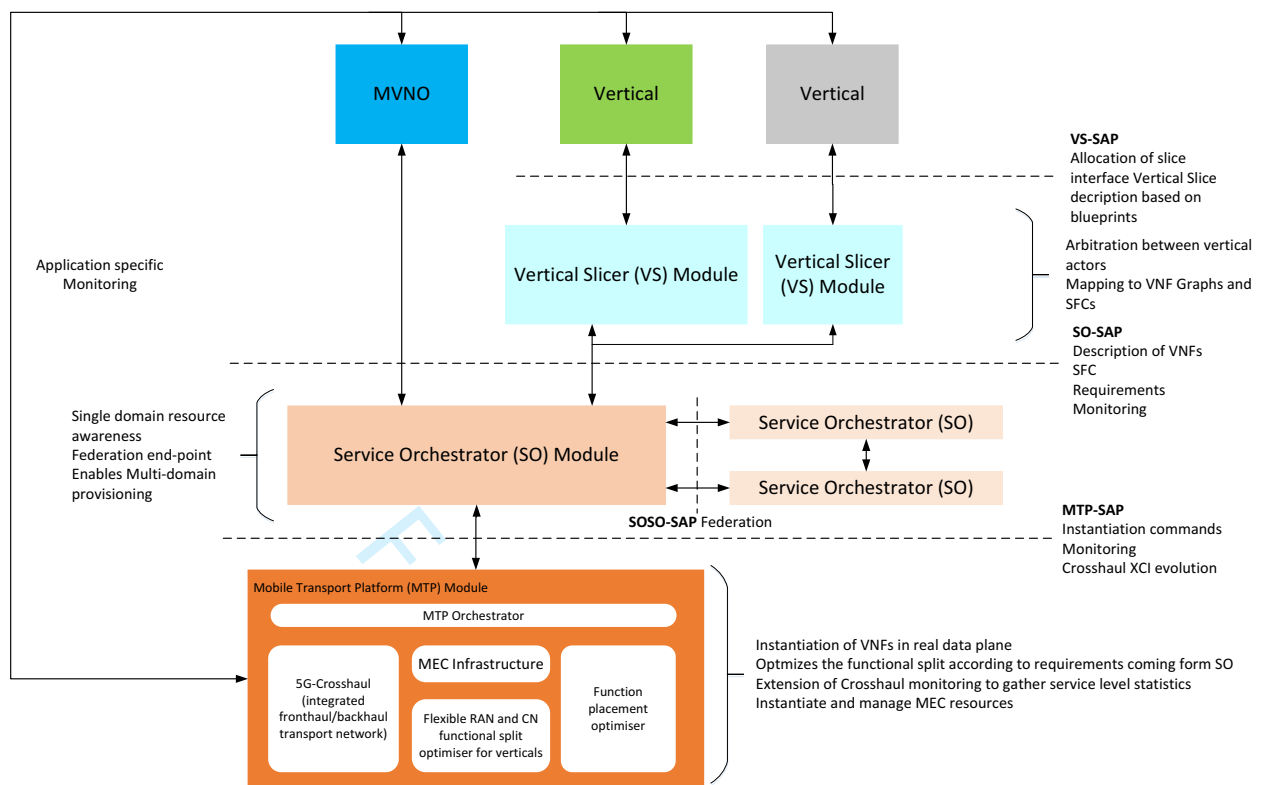 MVNO
Vertical
Vertical
VS-SAP
Allocation of slice
interface Vertical Slice
decription based on
blueprints
Application specific
Monitoring
Vertical Slicer (VS) Module
Vertical Slicer
(VS) Module
Arbitration between vertical
actors
Mapping to VNF Graphs and
SFCs
SO-SAP
Description of VNFs
SFC
Requirements
Monitoring
Single domain resource
awareness
Federation end-point
Enables Multi-domain
provisioning
Service Orchestrator (SO) Module
Service Orchestrator (SO)
Service Orchestrator (SO)
SOSO-SAP Federation
MTP-SAP
Instantiation commands
Monitoring
Crosshaul XCI evolution
F
Mobile Transport Platform (MTP) Module
MTP Orchestrator
5G-Crosshaul
(integrated
fronthaul/backhaul
transport network)
MEC Infrastructure
Flexible RAN and CN
functional split
optimiser for verticals
Function
placement
optimiser
Instantiation of VNFs in real data plane
Optmizes the functional split according to requirements coming form SO
Extension of Crosshaul monitoring to gather service level statistics
Instantiate and manage MEC resources